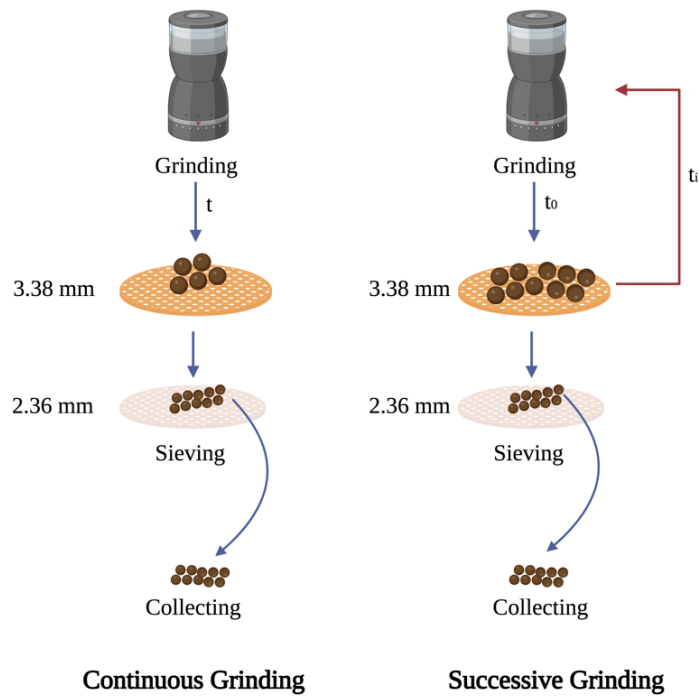 Grinding
t
3.38 mm
2.36 mm
Sieving
Collecting
Continuous Grinding
Grinding
t₀
tᵢ
3.38 mm
2.36 mm
Sieving
Collecting
Successive Grinding